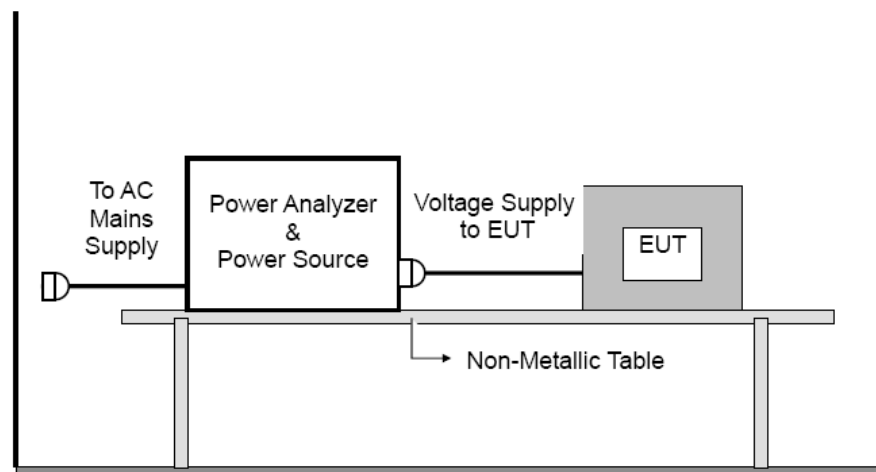 To AC
Mains
Supply
Power Analyzer
&
Power Source
Voltage Supply
to EUT
EUT
Non-Metallic Table